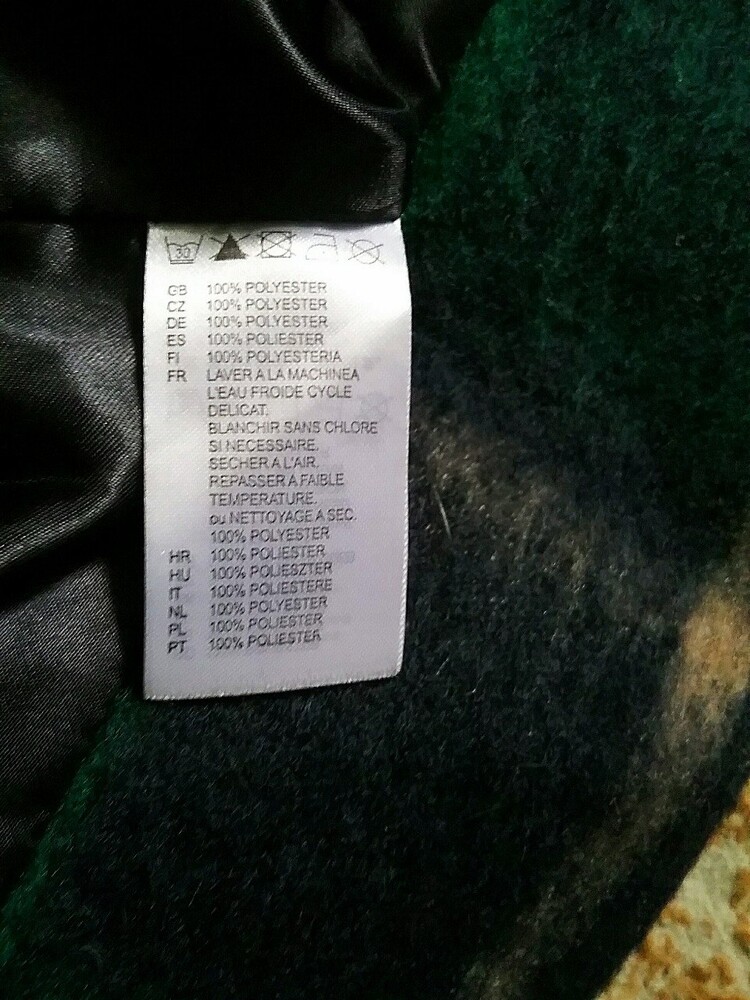 30
GB 100% POLYESTER
CZ 100% POLYESTER
DE 100% POLYESTER
ES 100% POLIESTER
FI 100% POLYESTERIA
FR LAVER A LA MACHINEA
L'EAU FROIDE CYCLE
DELICAT.
BLANCHIR SANS CHLORE
SI NECESSAIRE.
SECHER A L'AIR.
REPASSER A FAIBLE
TEMPERATURE.
ou NETTOYAGE A SEC.
100% POLYESTER
HR 100% POLIESTER
HU 100% POLIESZTER
IT 100% POLIESTERE
NL 100% POLYESTER
PL 100% POLIESTER
PT 100% POLIESTER